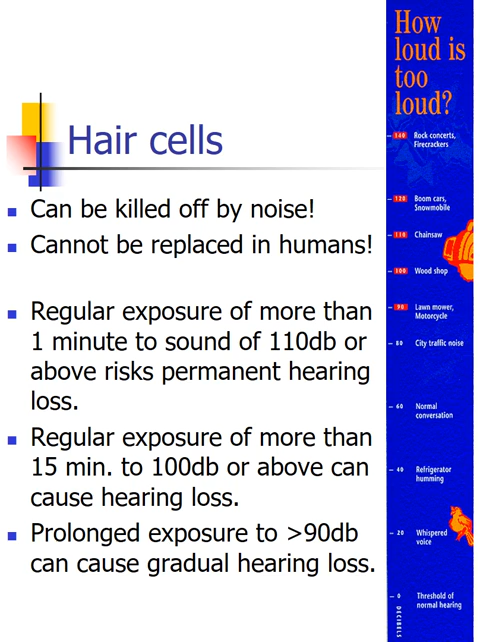 Hair cells
Can be killed off by noise!
Cannot be replaced in humans!
Regular exposure of more than
1 minute to sound of 110db or
above risks permanent hearing
loss.
Regular exposure of more than
15 min. to 100db or above can
cause hearing loss.
Prolonged exposure to >90db
can cause gradual hearing loss.
How
loud is
too
loud?
140 Rock concerts,
Firecrackers
120 Boom cars,
Snowmobile
110 Chainsaw
100 Wood shop
90 Lawn mower,
Motorcycle
80 City traffic noise
60 Normal
conversation
40 Refrigerator
humming
20 Whispered
voice
0 Threshold of
normal hearing
DECIBELS